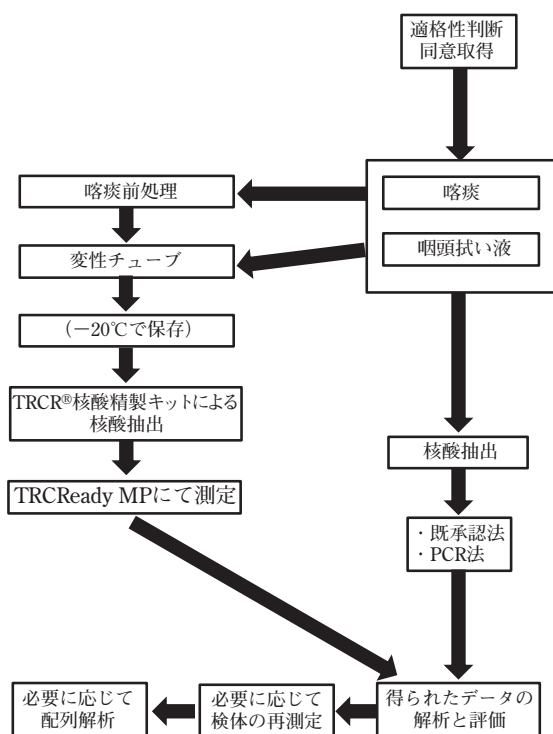 適格性判断
同意取得
喀痰
咽頭拭い液
喀痰前処理
変性チューブ
（－20℃で保存）
TRCR®核酸精製キットによる
核酸抽出
TRCReady MPにて測定
核酸抽出
・既承認法
・PCR法
得られたデータの
解析と評価
必要に応じて
検体の再測定
必要に応じて
配列解析